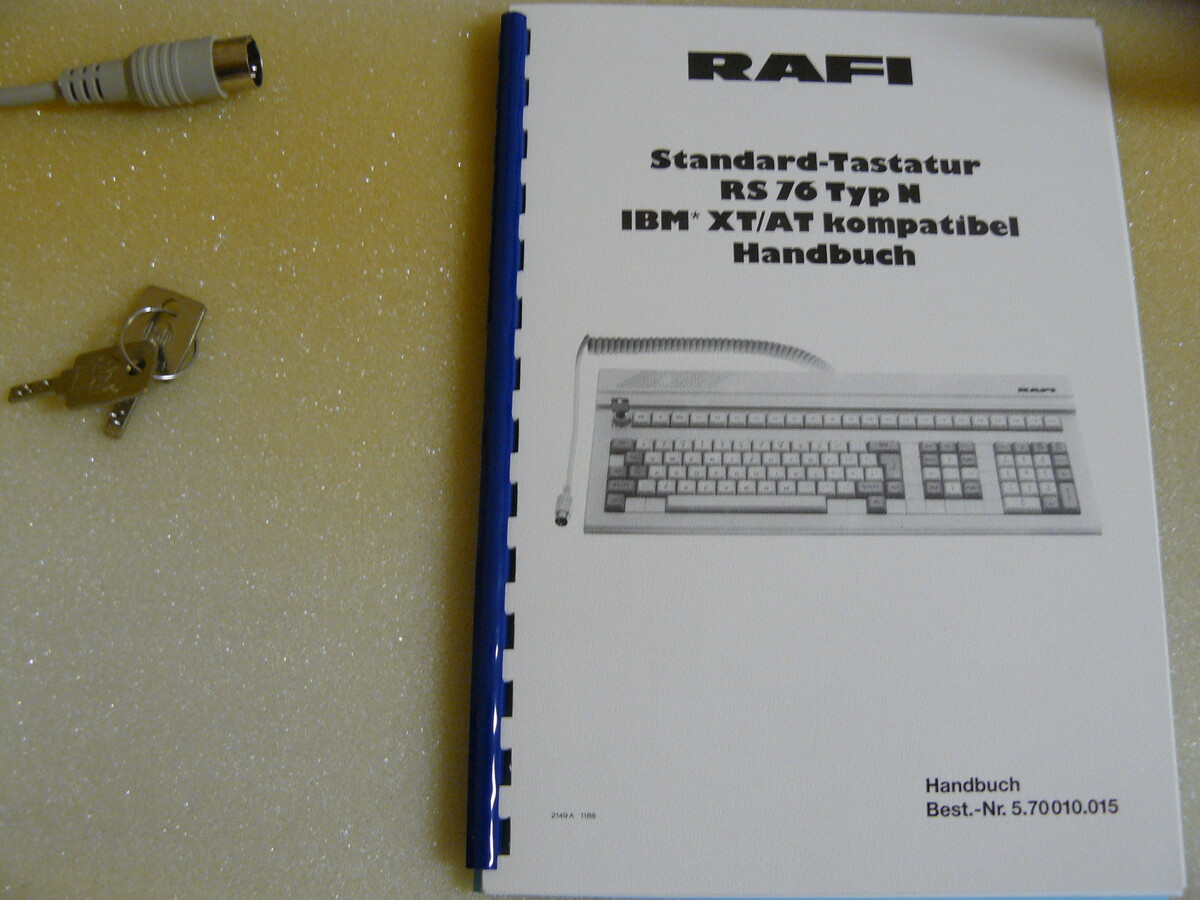 RAFI
Standard-Tastatur
RS 76 Typ N
IBM* XT/AT kompatibel
Handbuch
RAFI
Handbuch
Best.-Nr. 5.70010.015
2149 A 1188